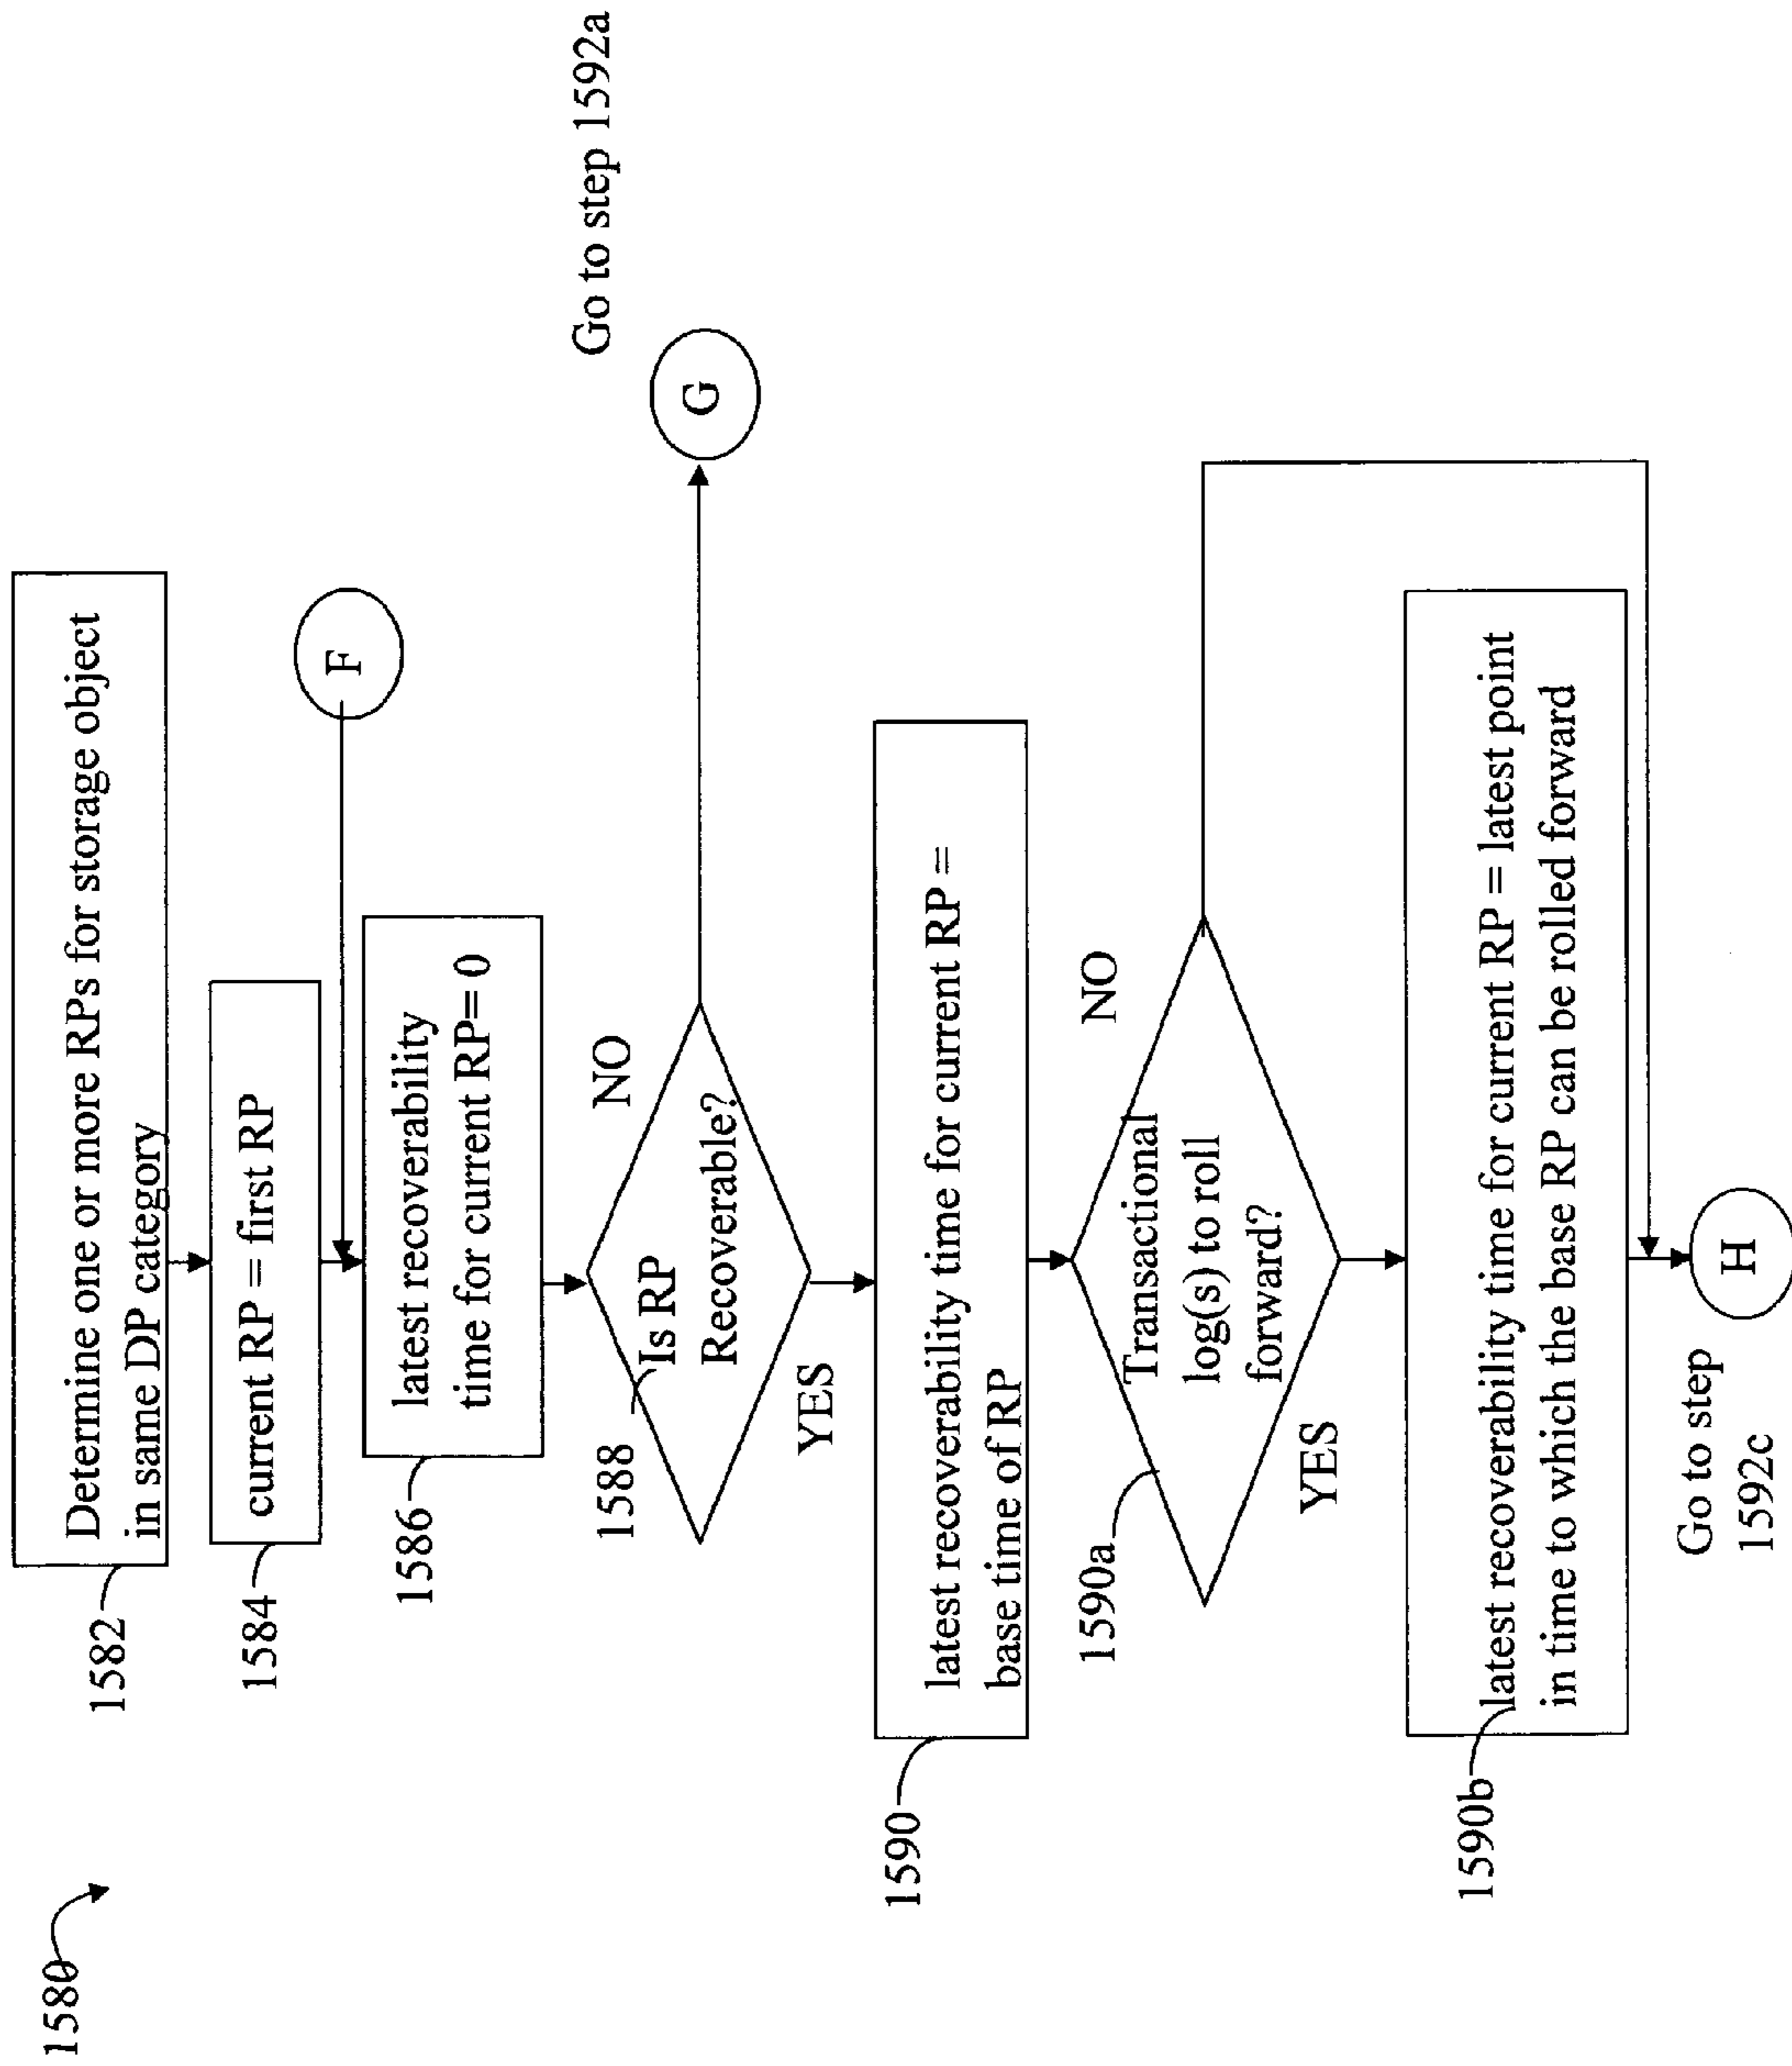 1580
1582
Determine one or more RPs for storage object
in same DP category
1584
current RP = first RP
F
1586
latest recoverability
time for current RP= 0
1588
Is RP
Recoverable?
NO
G
Go to step 1592a
YES
1590
latest recoverability time for current RP =
base time of RP
1590a
Transactional
log(s) to roll
forward?
NO
YES
1590b
latest recoverability time for current RP = latest point
in time to which the base RP can be rolled forward
Go to step
1592c
H